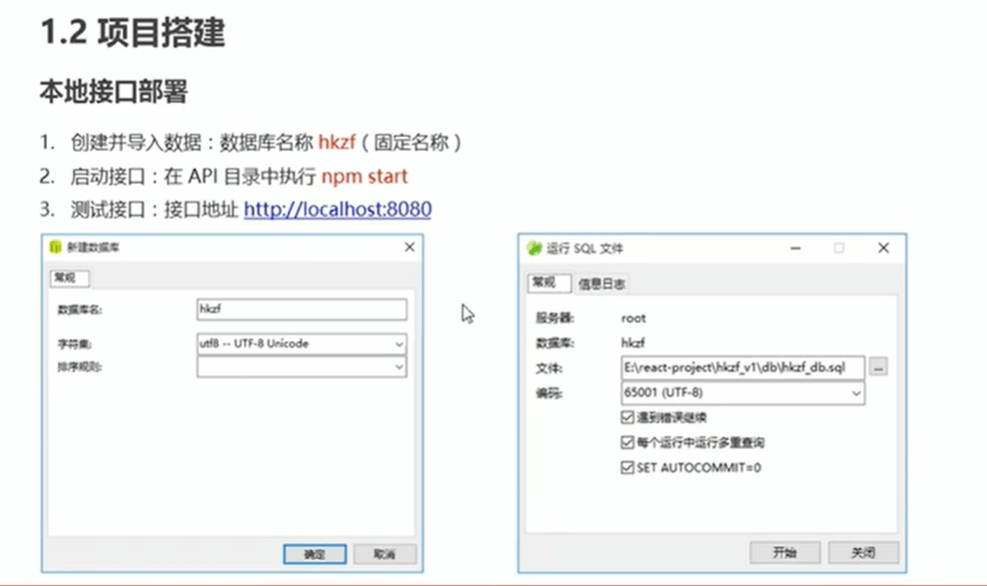 1.2 项目搭建
本地接口部署
1. 创建并导入数据：数据库名称 hkzf（固定名称）
2. 启动接口：在 API 目录中执行 npm start
3. 测试接口：接口地址 http://localhost:8080
新建数据库
常规
数据库名: hkzf
字符集: utf8 -- UTF-8 Unicode
排序规则:
确定 取消
运行 SQL 文件
常规 信息日志
服务器: root
数据库: hkzf
文件: E:\react-project\hkzf_v1\db\hkzf_db.sql ...
编码: 65001 (UTF-8)
遇到错误继续
每个运行中运行多重查询
SET AUTOCOMMIT=0
开始 关闭